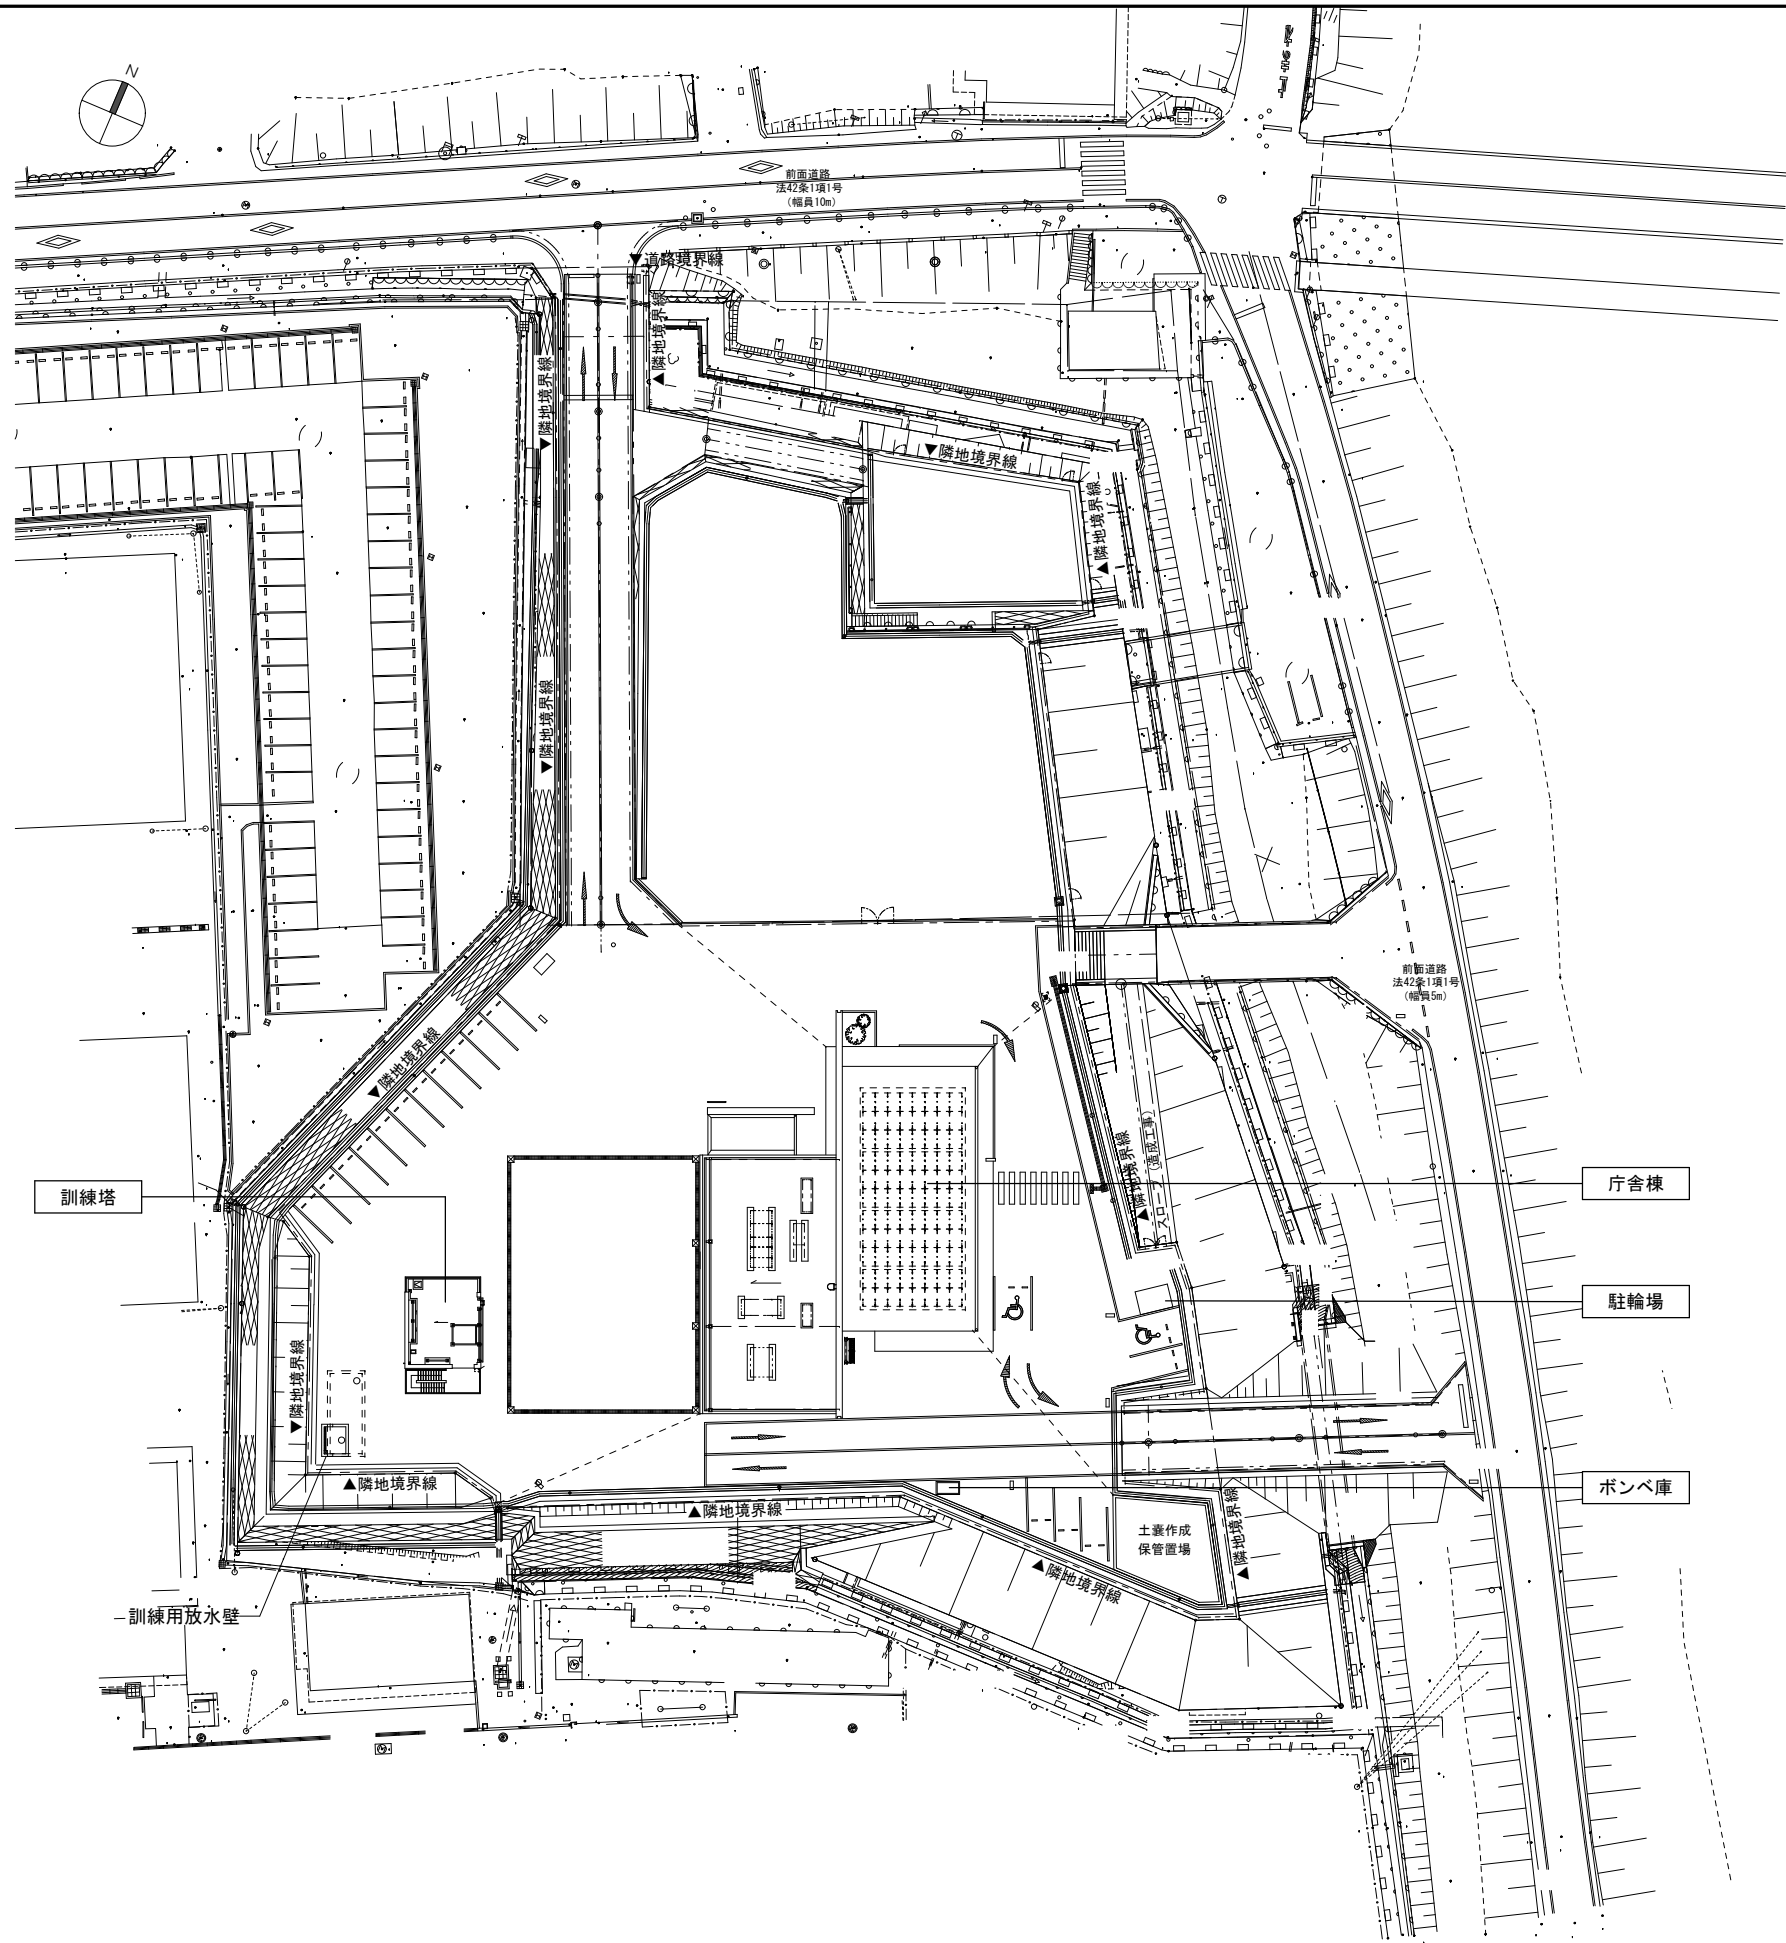 N
前面道路
法42条1項1号
(幅員10m)
▼道路境界線
▲隣地境界線
▼隣地境界線
▼隣地境界線
▲隣地境界線
▼隣地境界線
前面道路
法42条1項1号
(幅員5m)
▲隣地境界線
▲隣地境界線
スロープ(造成工事)
訓練塔
庁舎棟
駐輪場
▼隣地境界線
▲隣地境界線
▲隣地境界線
ボンベ庫
▲隣地境界線
土嚢作成
保管置場
▲隣地境界線
訓練用放水壁